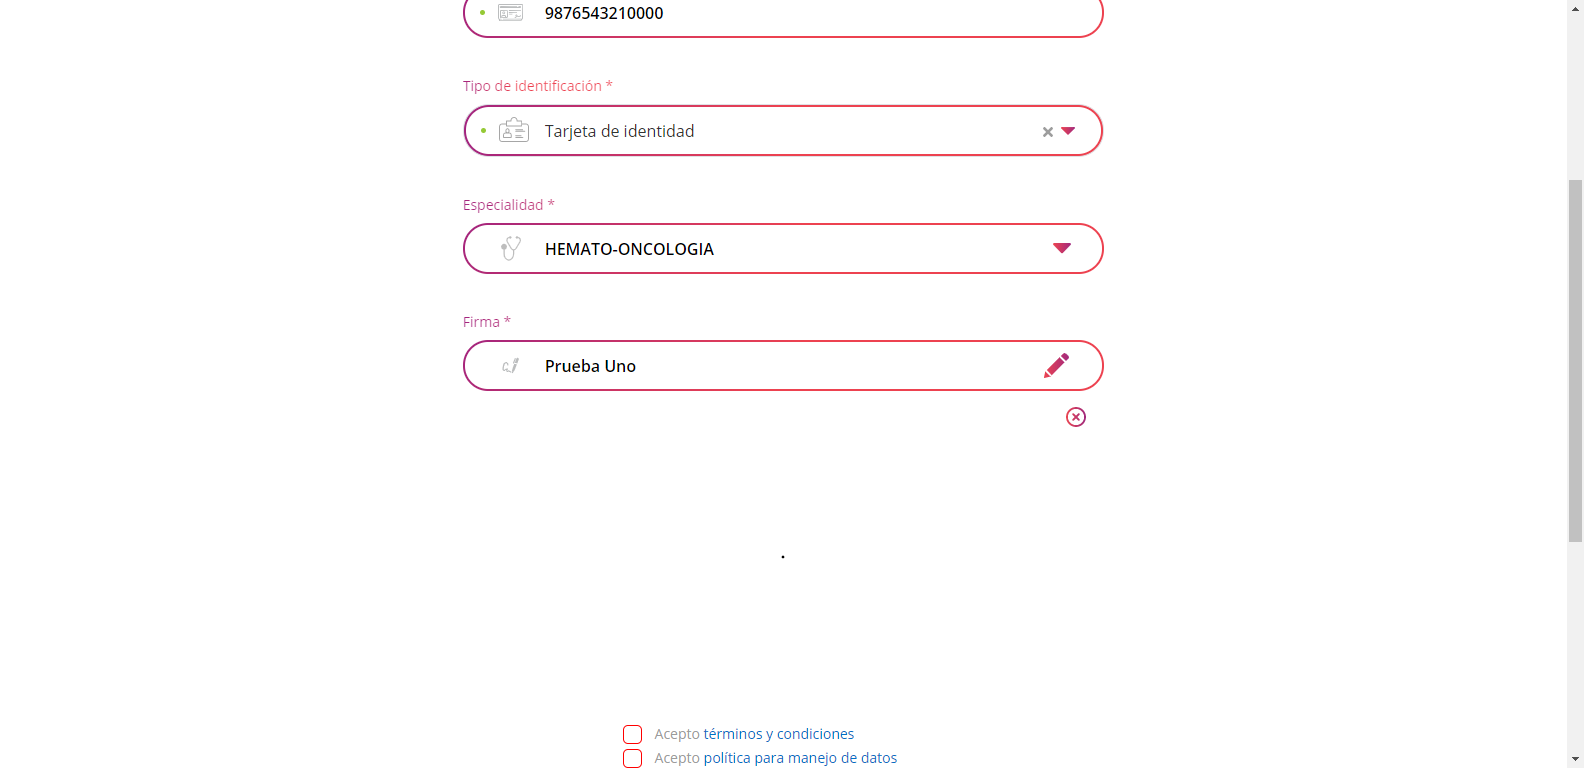 9876543210000
Tipo de identificación *
Tarjeta de identidad
Especialidad *
HEMATO-ONCOLOGIA
Firma *
Prueba Uno
.
Acepto términos y condiciones
Acepto política para manejo de datos